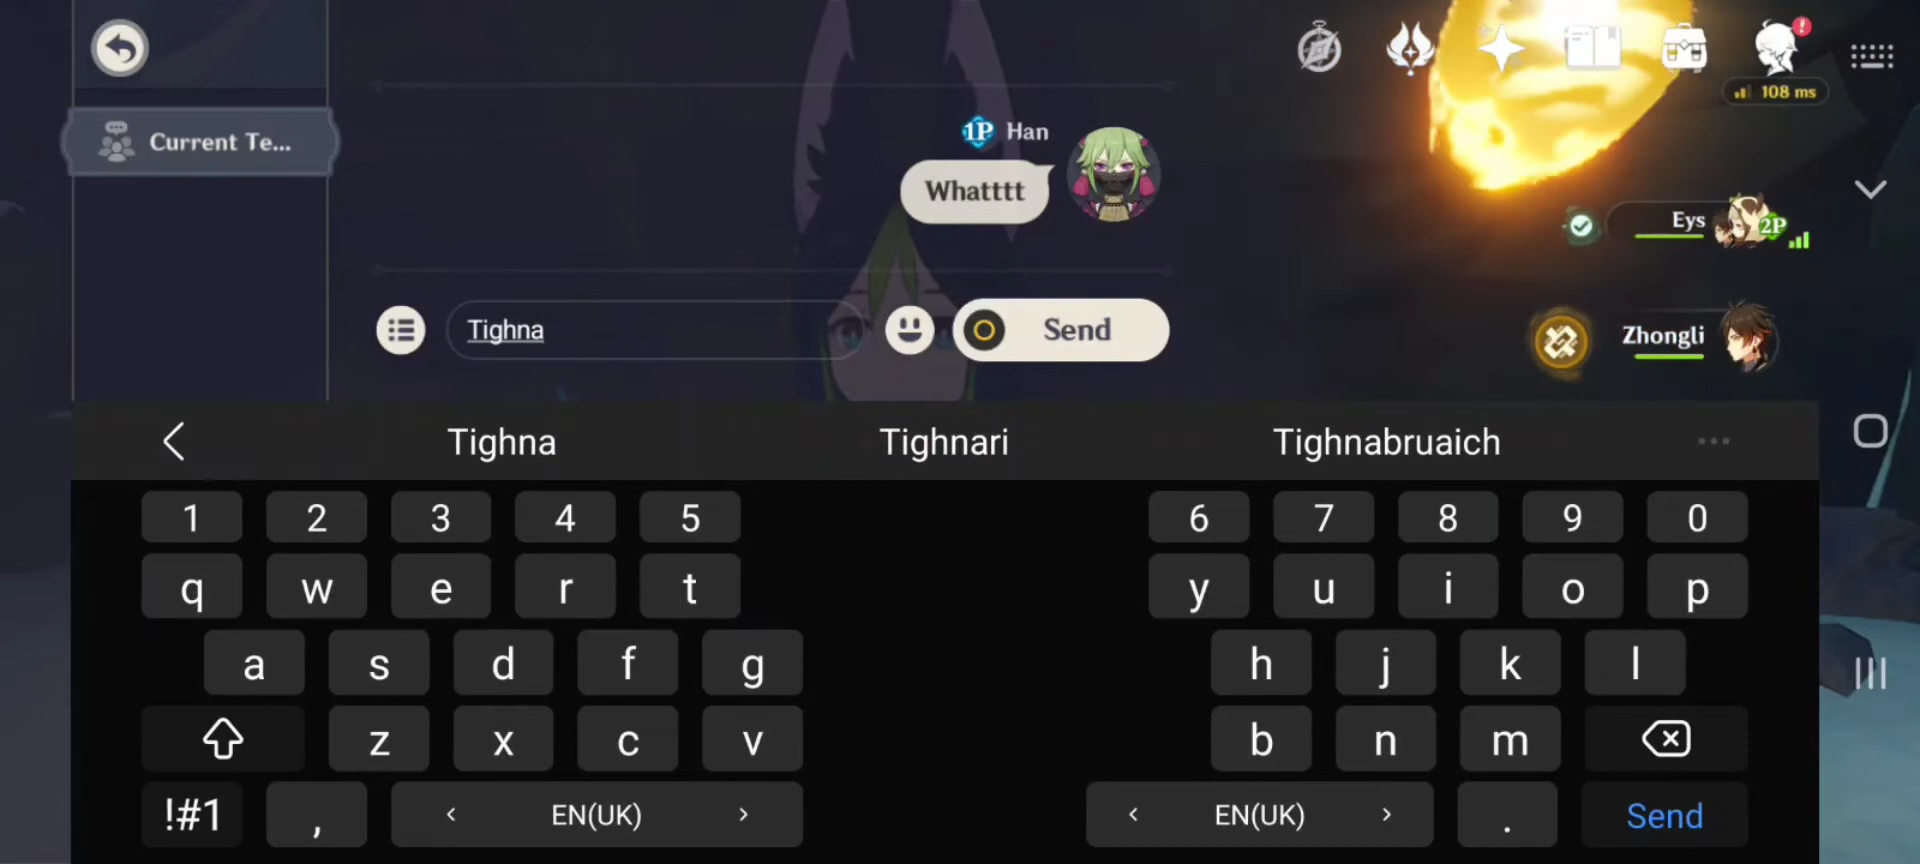 Current Te...
1P Han
Whatttt
108 ms
Eys
2P
Zhongli
Tighna
Send
Tighna Tighnari Tighnabruaich ...
1 2 3 4 5 6 7 8 9 0
q w e r t y u i o p
a s d f g h j k l
z x c v b n m
!#1 , < EN(UK) > < EN(UK) > . Send